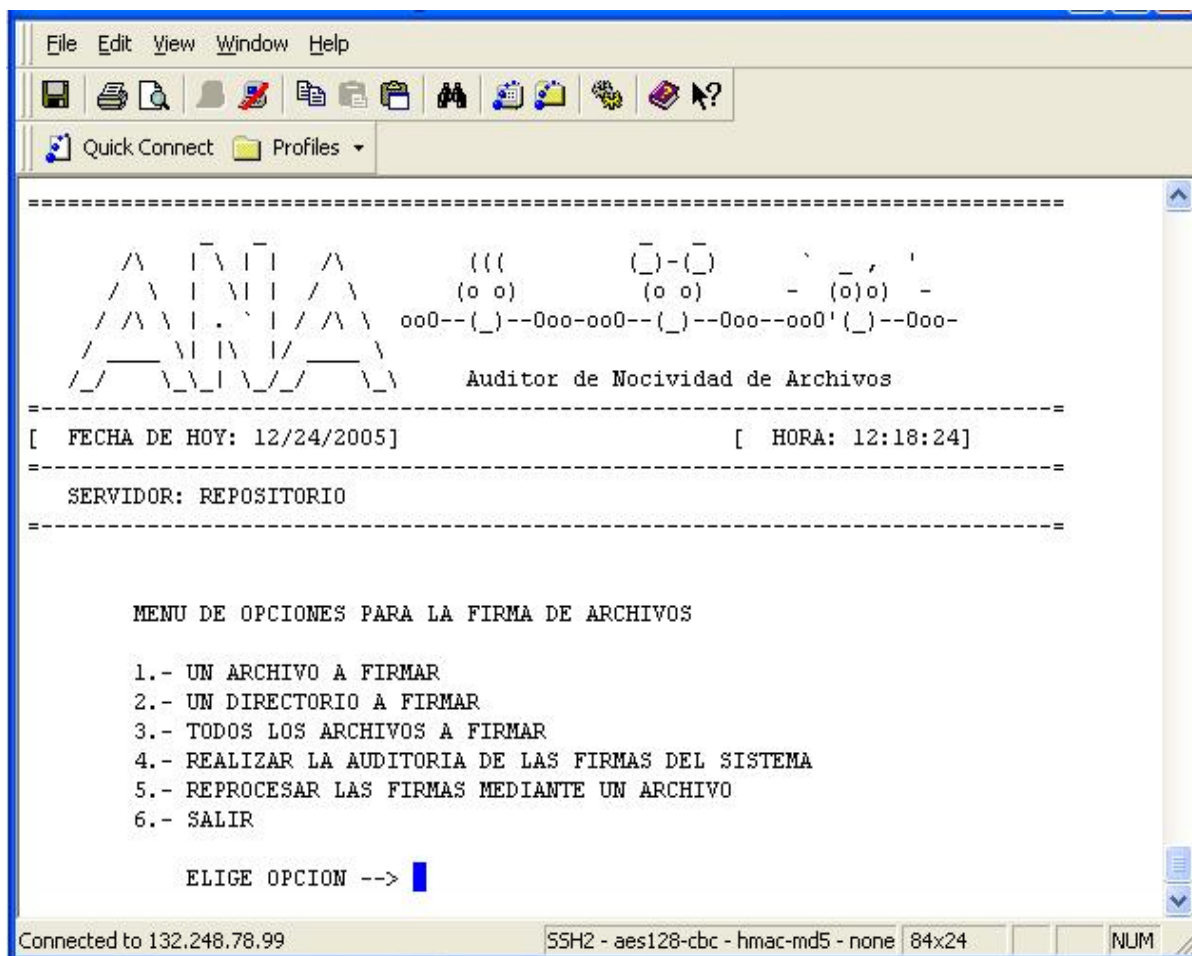 File Edit View Window Help
Quick Connect Profiles
================================================================================
ANA
Auditor de Nocividad de Archivos
=------------------------------------------------------------------------------=
[ FECHA DE HOY: 12/24/2005] [ HORA: 12:18:24]
=------------------------------------------------------------------------------=
SERVIDOR: REPOSITORIO
=------------------------------------------------------------------------------=
MENU DE OPCIONES PARA LA FIRMA DE ARCHIVOS
1.- UN ARCHIVO A FIRMAR
2.- UN DIRECTORIO A FIRMAR
3.- TODOS LOS ARCHIVOS A FIRMAR
4.- REALIZAR LA AUDITORIA DE LAS FIRMAS DEL SISTEMA
5.- REPROCESAR LAS FIRMAS MEDIANTE UN ARCHIVO
6.- SALIR
ELIGE OPCION -->
Connected to 132.248.78.99 SSH2 - aes128-cbc - hmac-md5 - none 84x24 NUM